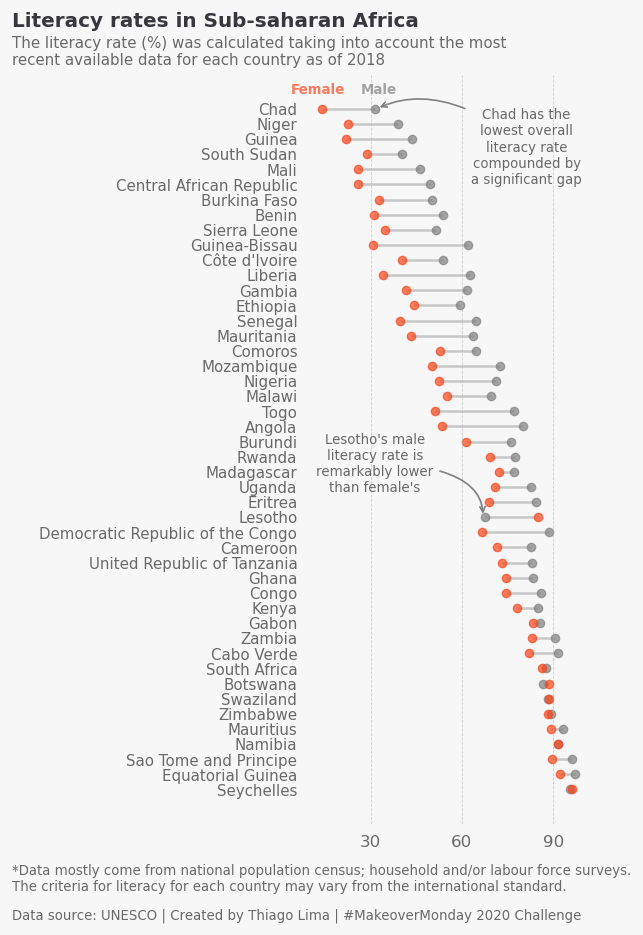 Literacy rates in Sub-saharan Africa
The literacy rate (%) was calculated taking into account the most
recent available data for each country as of 2018
Female Male
Chad
Niger
Guinea
South Sudan
Mali
Central African Republic
Burkina Faso
Benin
Sierra Leone
Guinea-Bissau
Côte d'Ivoire
Liberia
Gambia
Ethiopia
Senegal
Mauritania
Comoros
Mozambique
Nigeria
Malawi
Togo
Angola
Burundi
Rwanda
Madagascar
Uganda
Eritrea
Lesotho
Democratic Republic of the Congo
Cameroon
United Republic of Tanzania
Ghana
Congo
Kenya
Gabon
Zambia
Cabo Verde
South Africa
Botswana
Swaziland
Zimbabwe
Mauritius
Namibia
Sao Tome and Principe
Equatorial Guinea
Seychelles
Chad has the
lowest overall
literacy rate
compounded by
a significant gap
Lesotho's male
literacy rate is
remarkably lower
than female's
30 60 90
*Data mostly come from national population census; household and/or labour force surveys.
The criteria for literacy for each country may vary from the international standard.
Data source: UNESCO | Created by Thiago Lima | #MakeoverMonday 2020 Challenge